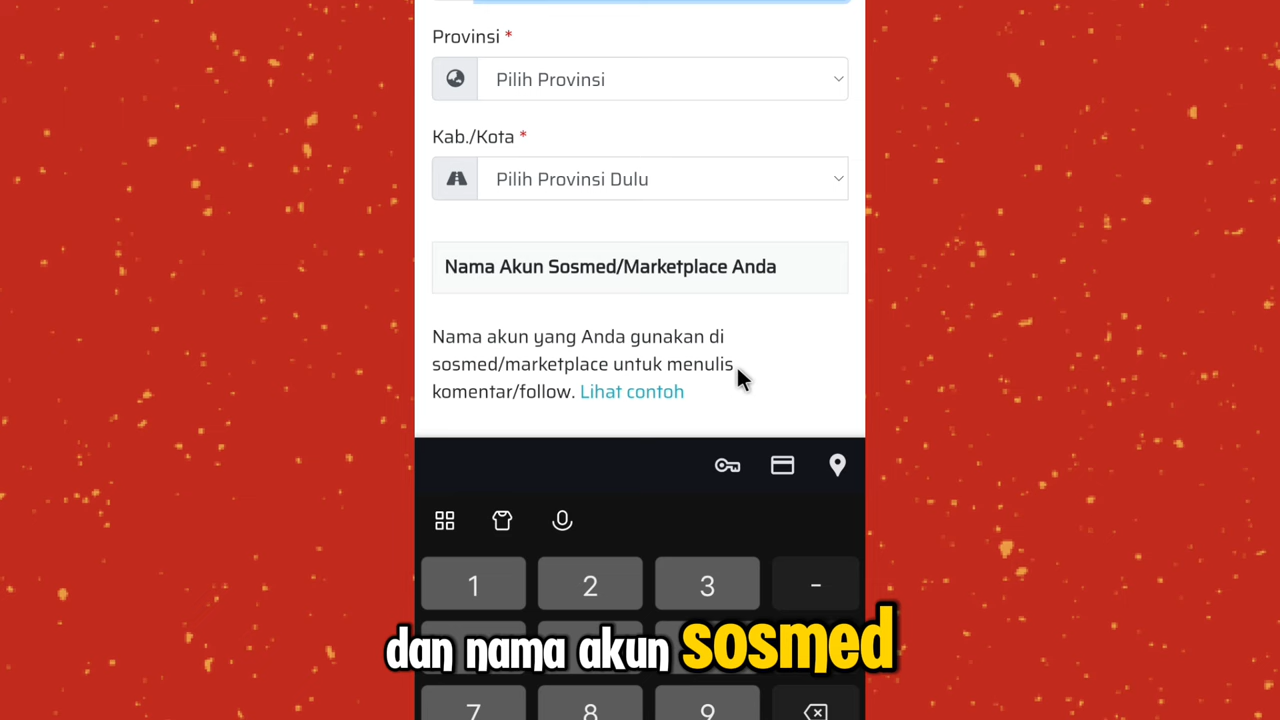 Provinsi *
Pilih Provinsi
Kab./Kota *
Pilih Provinsi Dulu
Nama Akun Sosmed/Marketplace Anda
Nama akun yang Anda gunakan di
sosmed/marketplace untuk menulis
komentar/follow. Lihat contoh
1 2 3 -
dan nama akun sosmed
7 8 9